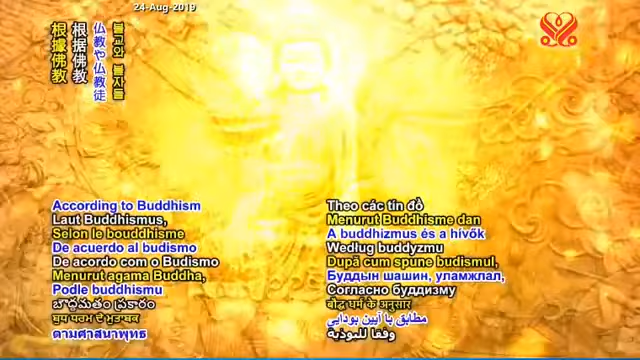 24-Aug-2019
根據佛教
根据佛教
仏教や仏教徒
불교와 불자들
According to Buddhism
Laut Buddhismus,
Selon le bouddhisme
De acuerdo al budismo
De acordo com o Budismo
Menurut agama Buddha,
Podle buddhismu
బౌద్ధమతం ప్రకారం
ਬੁਧ ਧਰਮ ਦੇ ਮੁਤਾਬਕ
ตามศาสนาพุทธ
Theo các tín đồ
Menurut Buddhisme dan
A buddhizmus és a hívők
Według buddyzmu
După cum spune budismul,
Буддын шашин, уламжлал,
Согласно буддизму
बौद्ध धर्म के अनुसार
مطابق با آیین بودایی
وفقا للبوذية